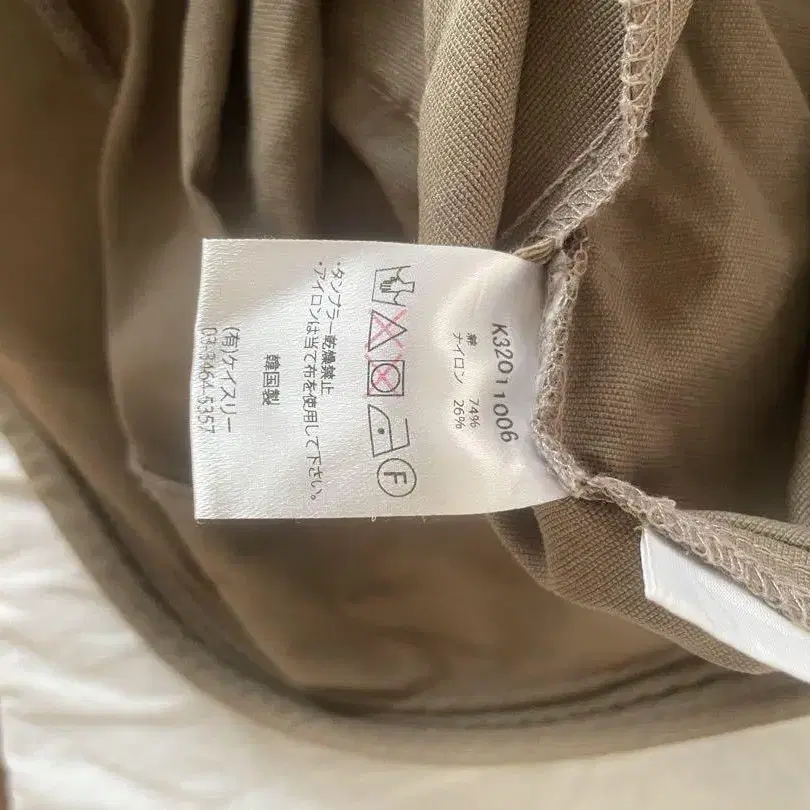 K32011006
綿 74%
ナイロン 26%
F
・タンブラー乾燥禁止
・アイロンは当て布を使用して下さい。
韓国製
(有)ケイスリー
03-3464-5357